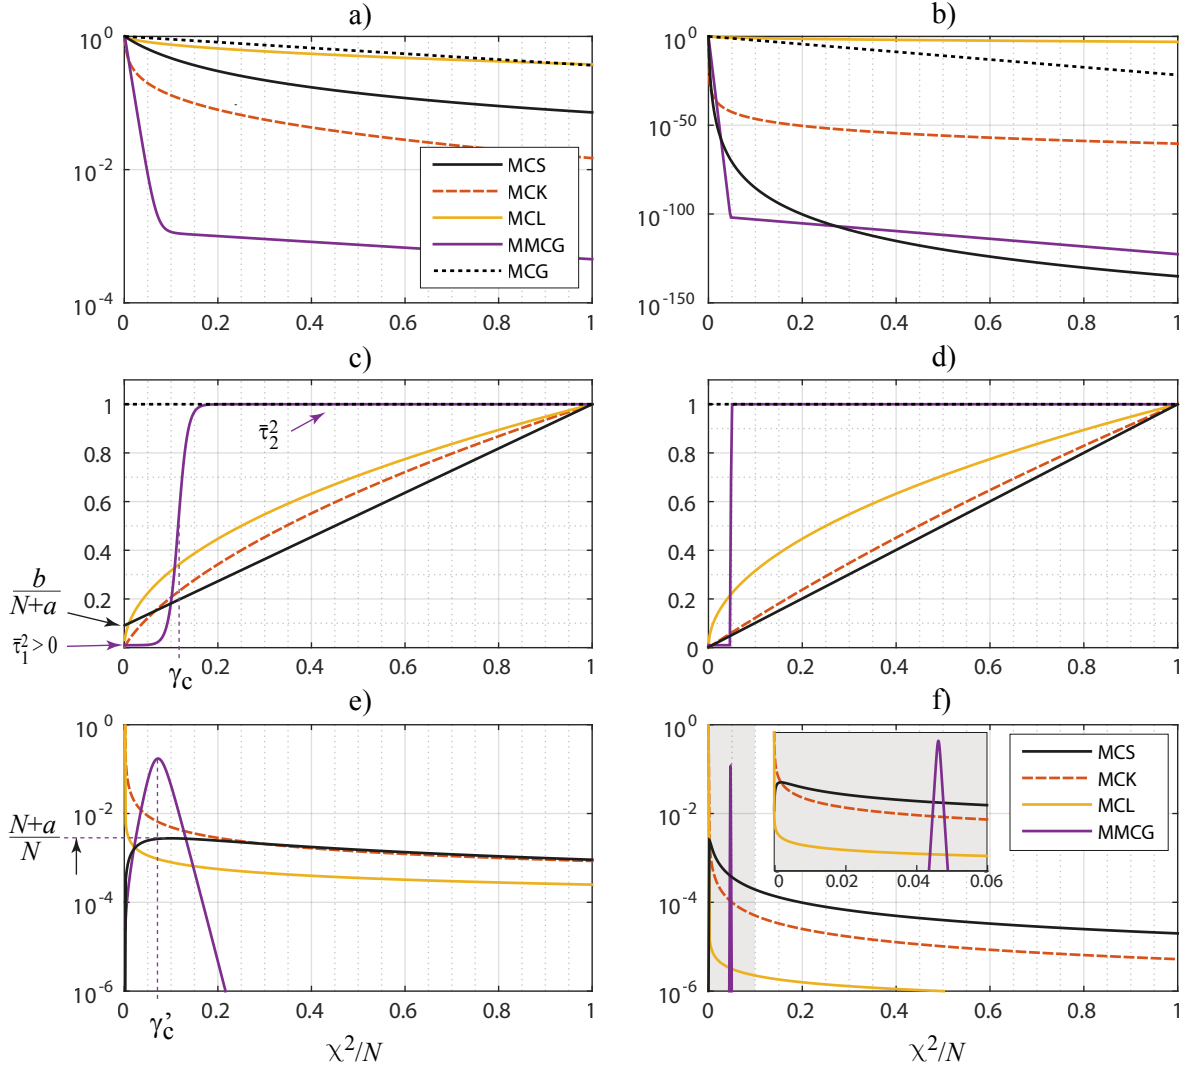 a)
10^0
10^-2
10^-4
0 0.2 0.4 0.6 0.8 1
MCS
MCK
MCL
MMCG
MCG
b)
10^0
10^-50
10^-100
10^-150
0 0.2 0.4 0.6 0.8 1
c)
1
0.8
0.6
0.4
0.2
b/(N+a)
τ̄₁² > 0
τ̄₂²
0 0.2 0.4 0.6 0.8 1
γc
d)
1
0.8
0.6
0.4
0.2
0
0 0.2 0.4 0.6 0.8 1
e)
10^0
10^-2
10^-4
10^-6
(N+a)/N
0 0.2 0.4 0.6 0.8 1
γc'
χ²/N
f)
10^0
10^-2
10^-4
10^-6
0 0.02 0.04 0.06
MCS
MCK
MCL
MMCG
0 0.2 0.4 0.6 0.8 1
χ²/N